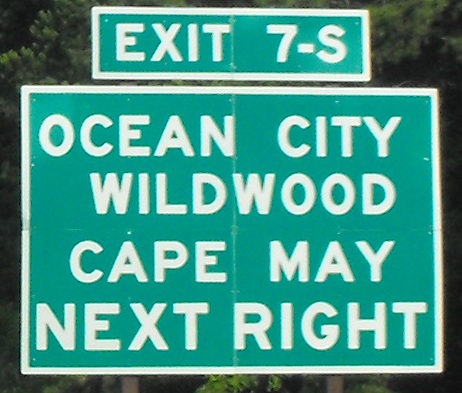 EXIT 7-S
OCEAN CITY
WILDWOOD
CAPE MAY
NEXT RIGHT